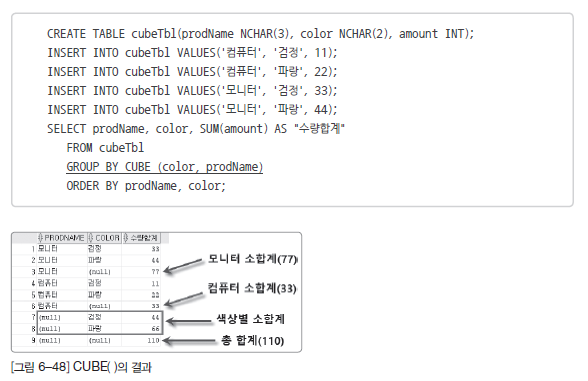 CREATE TABLE cubeTbl(prodName NCHAR(3), color NCHAR(2), amount INT);
INSERT INTO cubeTbl VALUES('컴퓨터', '검정', 11);
INSERT INTO cubeTbl VALUES('컴퓨터', '파랑', 22);
INSERT INTO cubeTbl VALUES('모니터', '검정', 33);
INSERT INTO cubeTbl VALUES('모니터', '파랑', 44);
SELECT prodName, color, SUM(amount) AS "수량합계"
FROM cubeTbl
GROUP BY CUBE (color, prodName)
ORDER BY prodName, color;
PRODNAME COLOR 수량합계
1 모니터 검정 33
2 모니터 파랑 44
3 모니터 (null) 77
모니터 소합계(77)
4 컴퓨터 검정 11
5 컴퓨터 파랑 22
6 컴퓨터 (null) 33
컴퓨터 소합계(33)
7 (null) 검정 44
8 (null) 파랑 66
색상별 소합계
9 (null) (null) 110
총 합계(110)
[그림 6-48] CUBE( )의 결과